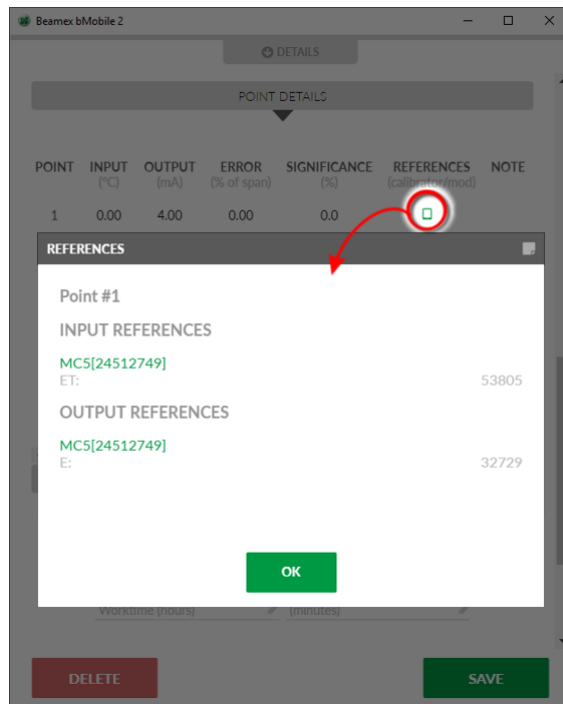 Beamex bMobile 2
DETAILS
POINT DETAILS
POINT INPUT OUTPUT ERROR SIGNIFICANCE REFERENCES NOTE
(°C) (mA) (% of span) (%) (calibrator/mod)
1 0.00 4.00 0.00 0.0
REFERENCES
Point #1
INPUT REFERENCES
MC5[24512749]
ET: 53805
OUTPUT REFERENCES
MC5[24512749]
E: 32729
OK
Worktime (hours) (minutes)
DELETE SAVE